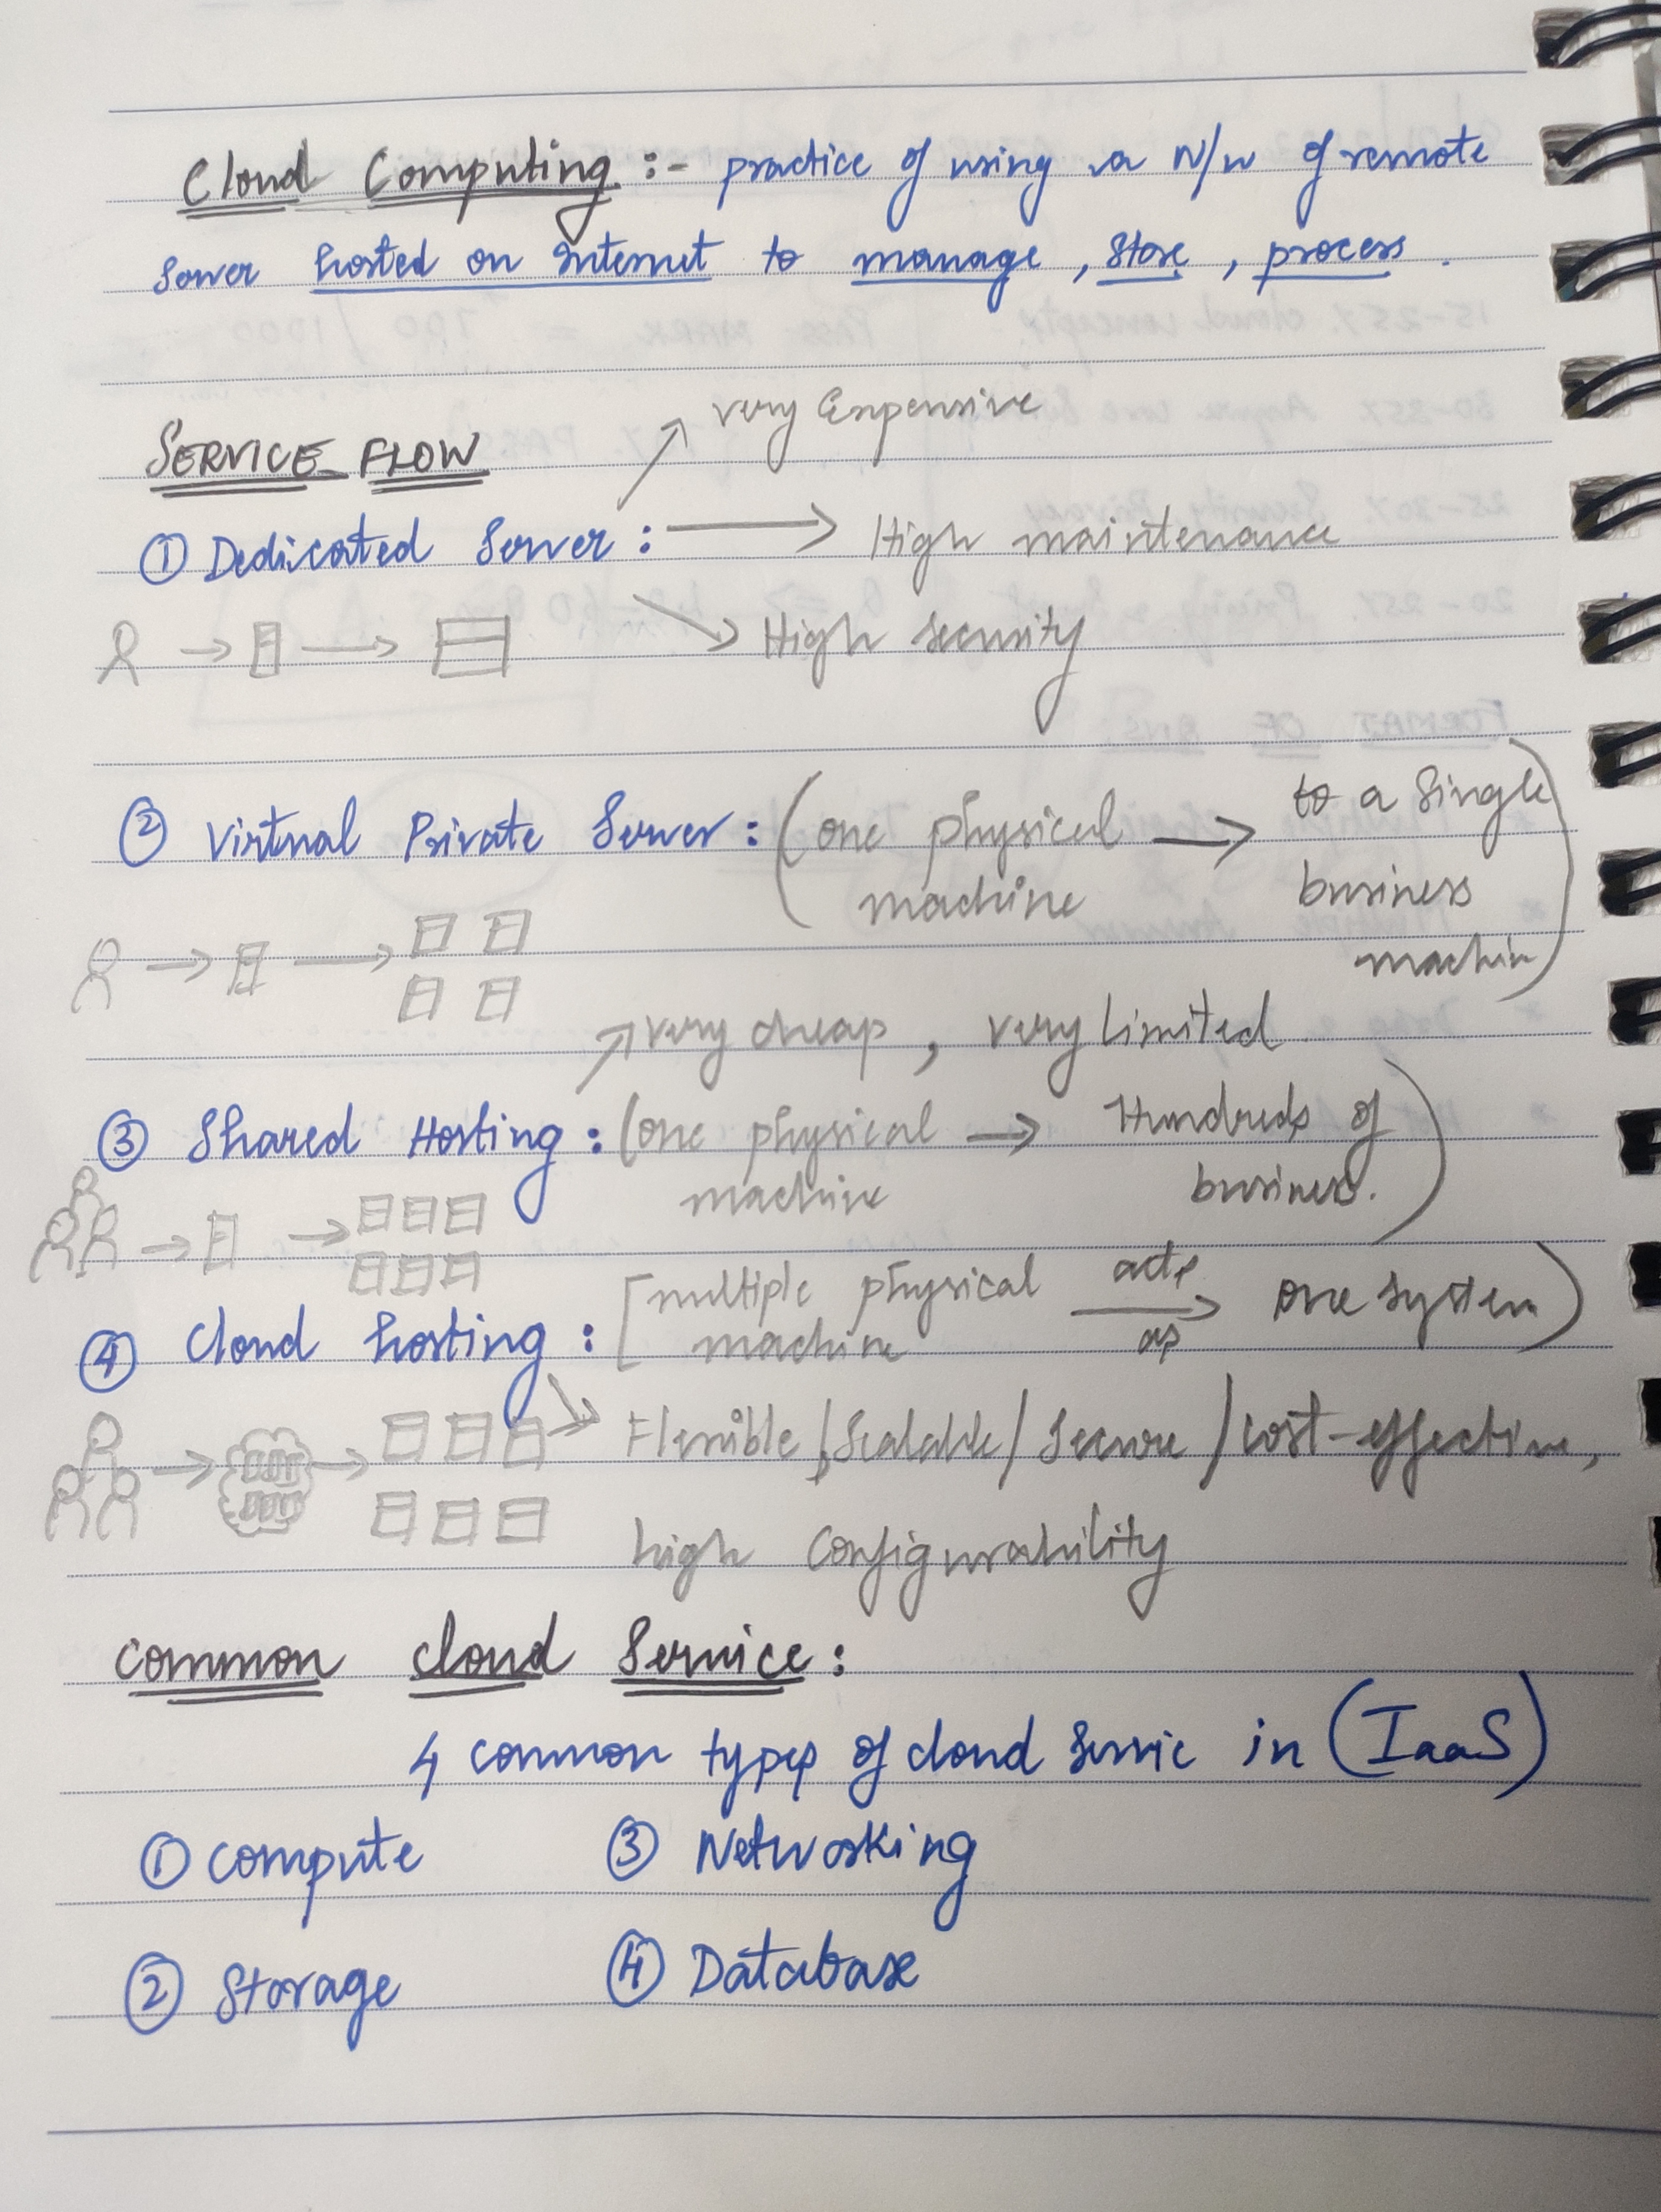 Cloud Computing :- practice of using a N/w of remote
Server hosted on Internet to manage, store, process.
SERVICE FLOW
very Expensive
① Dedicated Server : → High maintenance
High security
② Virtual Private Server : (one physical machine → to a single business machin)
very cheap, very limited
③ Shared Hosting : (one physical machine → Hundreds of business.)
④ Cloud hosting : [multiple physical machine acts as → one system)
Flexible / Scalable / Secure / cost-effective,
high Configurability
Common Cloud Service :
4 common types of cloud servic in (IaaS)
① Compute ③ Networking
② Storage ④ Database